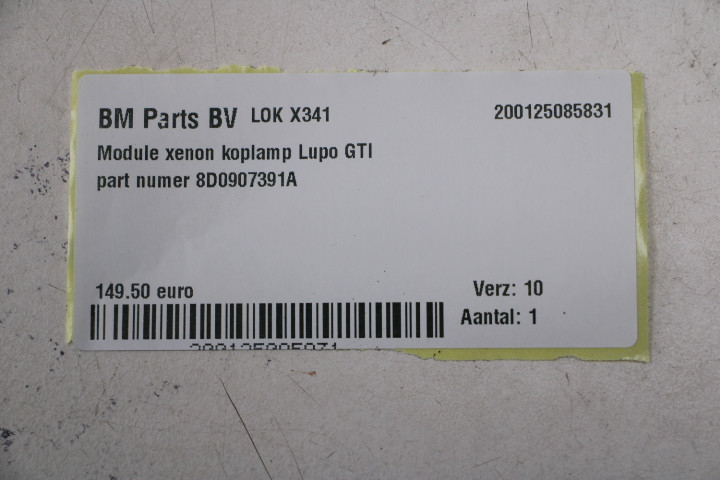 BM Parts BV LOK X341 200125085831
Module xenon koplamp Lupo GTI
part numer 8D0907391A
149.50 euro Verz: 10
Aantal: 1